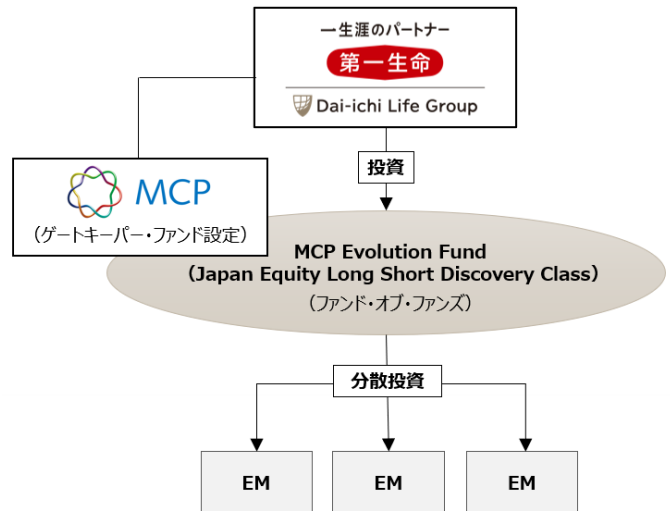 一生涯のパートナー
第一生命
Dai-ichi Life Group
投資
MCP
（ゲートキーパー・ファンド設定）
MCP Evolution Fund
（Japan Equity Long Short Discovery Class）
（ファンド・オブ・ファンズ）
分散投資
EM
EM
EM